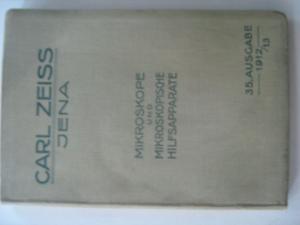 CARL ZEISS
JENA
MIKROSKOPE
UND
MIKROSKOPISCHE
HILFSAPPARATE
35. AUSGABE
1912/13